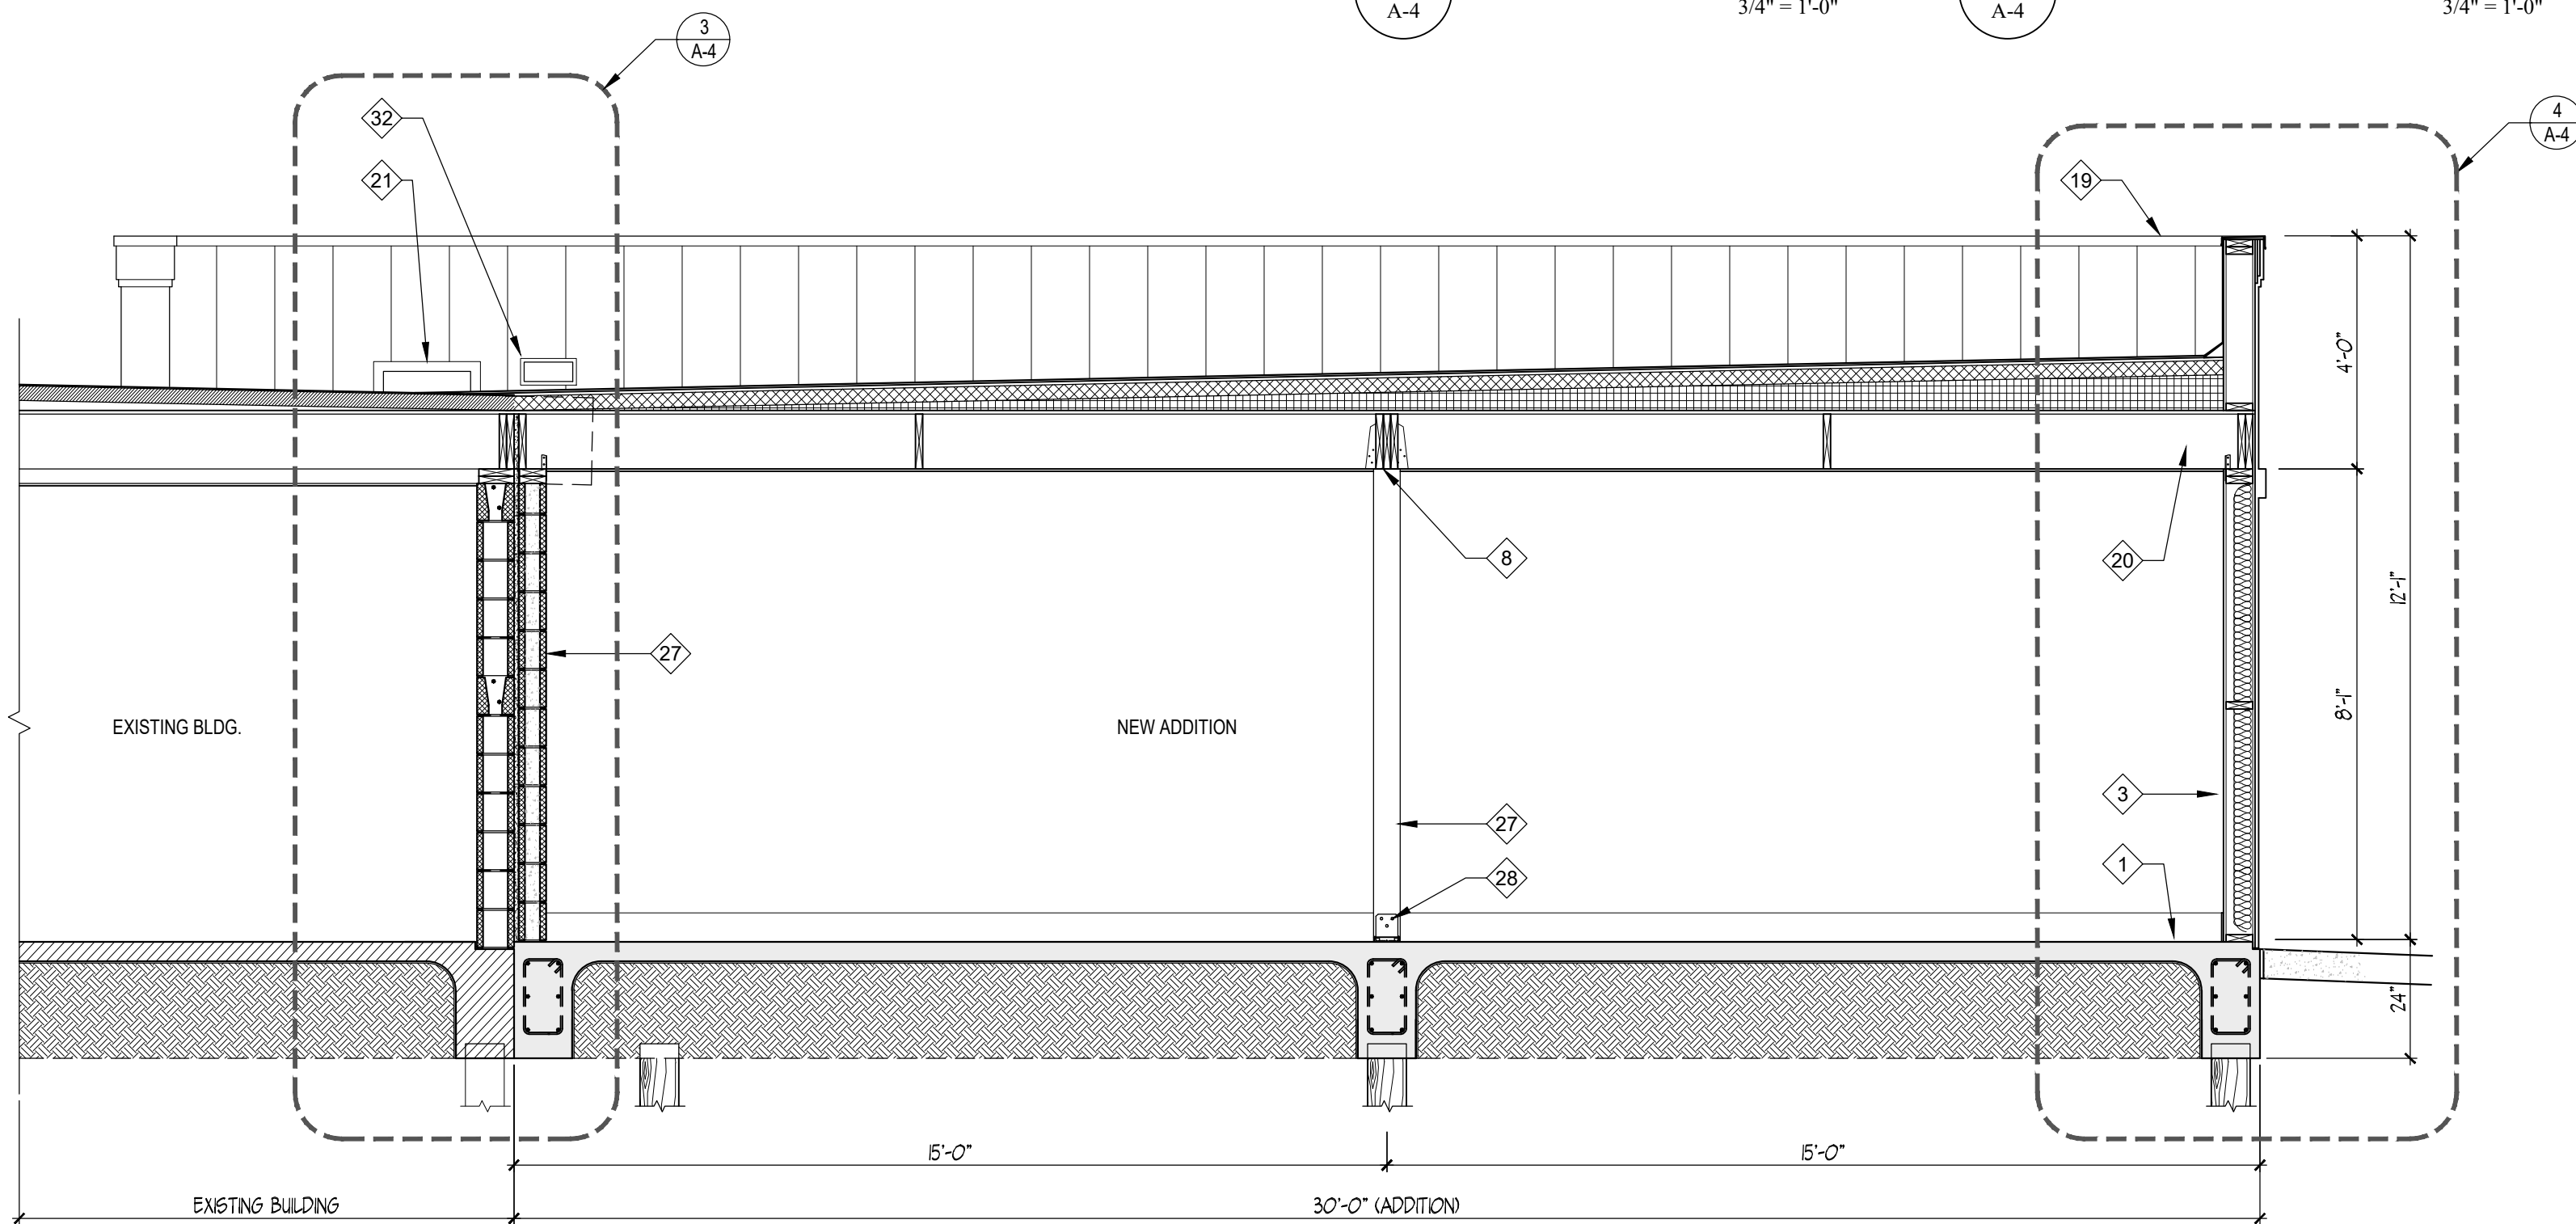 A-4
3/4" = 1'-0"
A-4
3/4" = 1'-0"
3
A-4
4
A-4
32
21
19
4'-0"
12'-1"
8
20
27
8'-1"
EXISTING BLDG.
NEW ADDITION
3
27
1
28
24"
15'-0"
15'-0"
EXISTING BUILDING
30'-0" (ADDITION)